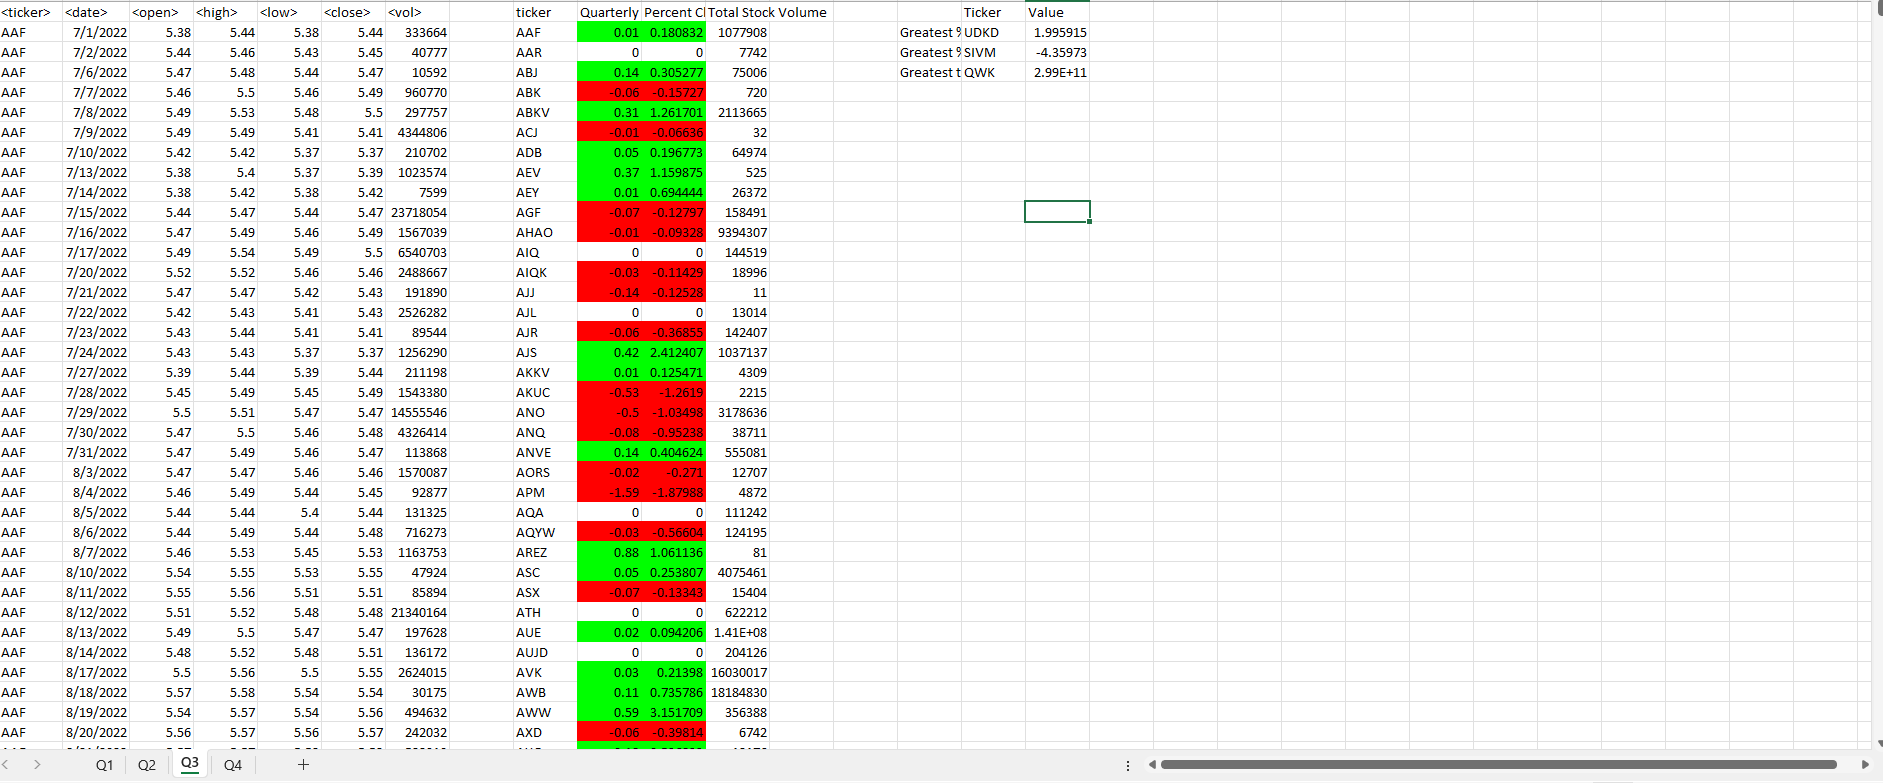 <ticker> <date> <open> <high> <low> <close> <vol> ticker Quarterly Percent Cl Total Stock Volume Ticker Value
AAF 7/1/2022 5.38 5.44 5.38 5.44 333664 AAF 0.01 0.180832 1077908 Greatest % UDKD 1.995915
AAF 7/2/2022 5.44 5.46 5.43 5.45 40777 AAR 0 0 7742 Greatest % SIVM -4.35973
AAF 7/6/2022 5.47 5.48 5.44 5.47 10592 ABJ 0.14 0.305277 75006 Greatest t QWK 2.99E+11
AAF 7/7/2022 5.46 5.5 5.46 5.49 960770 ABK -0.06 -0.15727 720
AAF 7/8/2022 5.49 5.53 5.48 5.5 297757 ABKV 0.31 1.261701 2113665
AAF 7/9/2022 5.49 5.49 5.41 5.41 4344806 ACJ -0.01 -0.06636 32
AAF 7/10/2022 5.42 5.42 5.37 5.37 210702 ADB 0.05 0.196773 64974
AAF 7/13/2022 5.38 5.4 5.37 5.39 1023574 AEV 0.37 1.159875 525
AAF 7/14/2022 5.38 5.42 5.38 5.42 7599 AEY 0.01 0.694444 26372
AAF 7/15/2022 5.44 5.47 5.44 5.47 23718054 AGF -0.07 -0.12797 158491
AAF 7/16/2022 5.47 5.49 5.46 5.49 1567039 AHAO -0.01 -0.09328 9394307
AAF 7/17/2022 5.49 5.54 5.49 5.5 6540703 AIQ 0 0 144519
AAF 7/20/2022 5.52 5.52 5.46 5.46 2488667 AIQK -0.03 -0.11429 18996
AAF 7/21/2022 5.47 5.47 5.42 5.43 191890 AJJ -0.14 -0.12528 11
AAF 7/22/2022 5.42 5.43 5.41 5.43 2526282 AJL 0 0 13014
AAF 7/23/2022 5.43 5.44 5.41 5.41 89544 AJR -0.06 -0.36855 142407
AAF 7/24/2022 5.43 5.43 5.37 5.37 1256290 AJS 0.42 2.412407 1037137
AAF 7/27/2022 5.39 5.44 5.39 5.44 211198 AKKV 0.01 0.125471 4309
AAF 7/28/2022 5.45 5.49 5.45 5.49 1543380 AKUC -0.53 -1.2619 2215
AAF 7/29/2022 5.5 5.51 5.47 5.47 14555546 ANO -0.5 -1.03498 3178636
AAF 7/30/2022 5.47 5.5 5.46 5.48 4326414 ANQ -0.08 -0.95238 38711
AAF 7/31/2022 5.47 5.49 5.46 5.47 113868 ANVE 0.14 0.404624 555081
AAF 8/3/2022 5.47 5.47 5.46 5.46 1570087 AORS -0.02 -0.271 12707
AAF 8/4/2022 5.46 5.49 5.44 5.45 92877 APM -1.59 -1.87988 4872
AAF 8/5/2022 5.44 5.44 5.4 5.44 131325 AQA 0 0 111242
AAF 8/6/2022 5.44 5.49 5.44 5.48 716273 AQYW -0.03 -0.56604 124195
AAF 8/7/2022 5.46 5.53 5.45 5.53 1163753 AREZ 0.88 1.061136 81
AAF 8/10/2022 5.54 5.55 5.53 5.55 47924 ASC 0.05 0.253807 4075461
AAF 8/11/2022 5.55 5.56 5.51 5.51 85894 ASX -0.07 -0.13343 15404
AAF 8/12/2022 5.51 5.52 5.48 5.48 21340164 ATH 0 0 622212
AAF 8/13/2022 5.49 5.5 5.47 5.47 197628 AUE 0.02 0.094206 1.41E+08
AAF 8/14/2022 5.48 5.52 5.48 5.51 136172 AUJD 0 0 204126
AAF 8/17/2022 5.5 5.56 5.5 5.55 2624015 AVK 0.03 0.21398 16030017
AAF 8/18/2022 5.57 5.58 5.54 5.54 30175 AWB 0.11 0.735786 18184830
AAF 8/19/2022 5.54 5.57 5.54 5.56 494632 AWW 0.59 3.151709 356388
AAF 8/20/2022 5.56 5.57 5.56 5.57 242032 AXD -0.06 -0.39814 6742
Q1 Q2 Q3 Q4 +